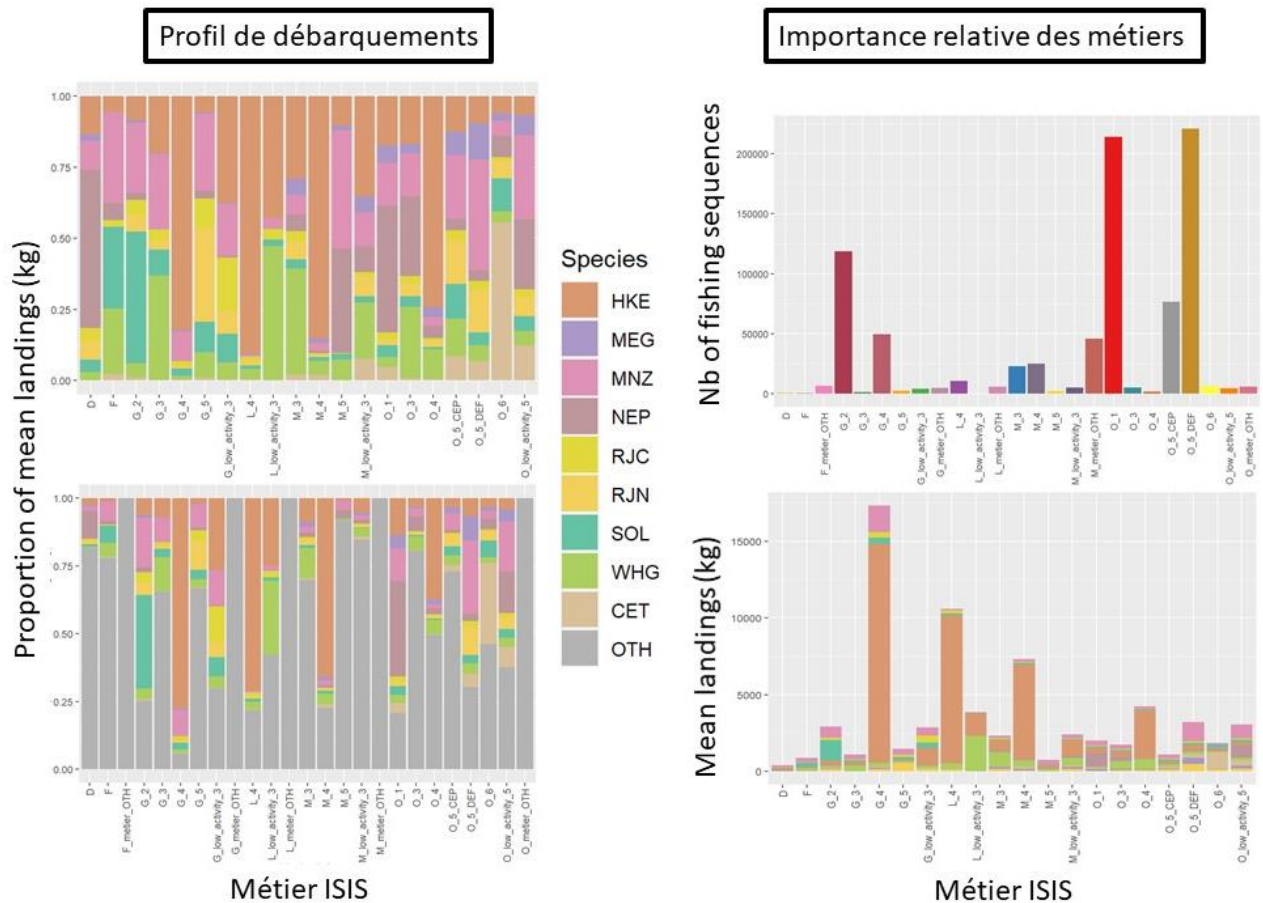 Profil de débarquements
Importance relative des métiers
Proportion of mean landings (kg)
1.00
0.75
0.50
0.25
0.00
D
F
G_2
G_3
G_4
G_5
G_low_activity_3
L_4
L_low_activity_3
M_3
M_4
M_5
M_low_activity_3
O_1
O_3
O_4
O_5_CEP
O_5_DEF
O_6
O_low_activity_5
1.00
0.75
0.50
0.25
0.00
D
F
F_metier_OTH
G_2
G_3
G_4
G_5
G_low_activity_3
G_metier_OTH
L_4
L_low_activity_3
L_metier_OTH
M_3
M_4
M_5
M_low_activity_3
M_metier_OTH
O_1
O_3
O_4
O_5_CEP
O_5_DEF
O_6
O_low_activity_5
O_metier_OTH
Métier ISIS
Species
HKE
MEG
MNZ
NEP
RJC
RJN
SOL
WHG
CET
OTH
Nb of fishing sequences
200000
150000
100000
50000
0
D
F
F_metier_OTH
G_2
G_3
G_4
G_5
G_low_activity_3
G_metier_OTH
L_4
L_low_activity_3
L_metier_OTH
M_3
M_4
M_5
M_low_activity_3
M_metier_OTH
O_1
O_3
O_4
O_5_CEP
O_5_DEF
O_6
O_low_activity_5
O_metier_OTH
Mean landings (kg)
15000
10000
5000
0
D
F
G_2
G_3
G_4
G_5
G_low_activity_3
L_4
L_low_activity_3
M_3
M_4
M_5
M_low_activity_3
O_1
O_3
O_4
O_5_CEP
O_5_DEF
O_6
O_low_activity_5
Métier ISIS